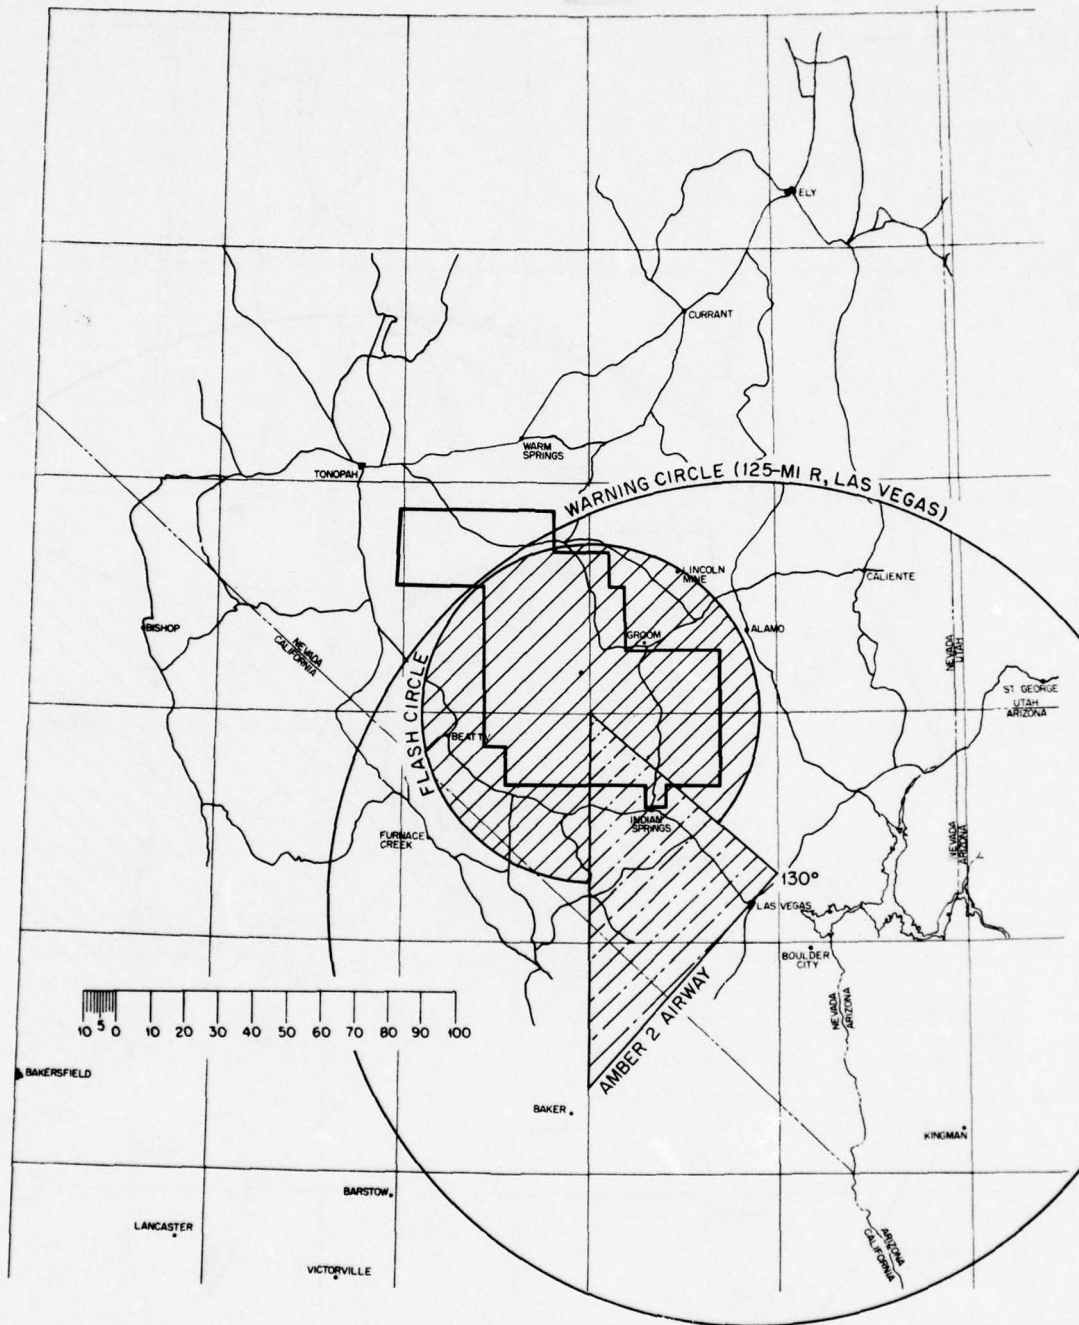 ELY
CURRANT
WARM
SPRINGS
TONOPAH
WARNING CIRCLE (125-MI R, LAS VEGAS)
LINCOLN
MINE
CALIENTE
BISHOP
NEVADA
CALIFORNIA
GROOM
ALAMO
NEVADA
UTAH
ST. GEORGE
UTAH
ARIZONA
FLASH CIRCLE
BEATTY
INDIAN
SPRINGS
FURNACE
CREEK
NEVADA
ARIZONA
130°
LAS VEGAS
BOULDER
CITY
NEVADA
ARIZONA
AMBER 2 AIRWAY
10 5 0 10 20 30 40 50 60 70 80 90 100
BAKERSFIELD
BAKER
KINGMAN
BARSTOW
LANCASTER
ARIZONA
CALIFORNIA
VICTORVILLE